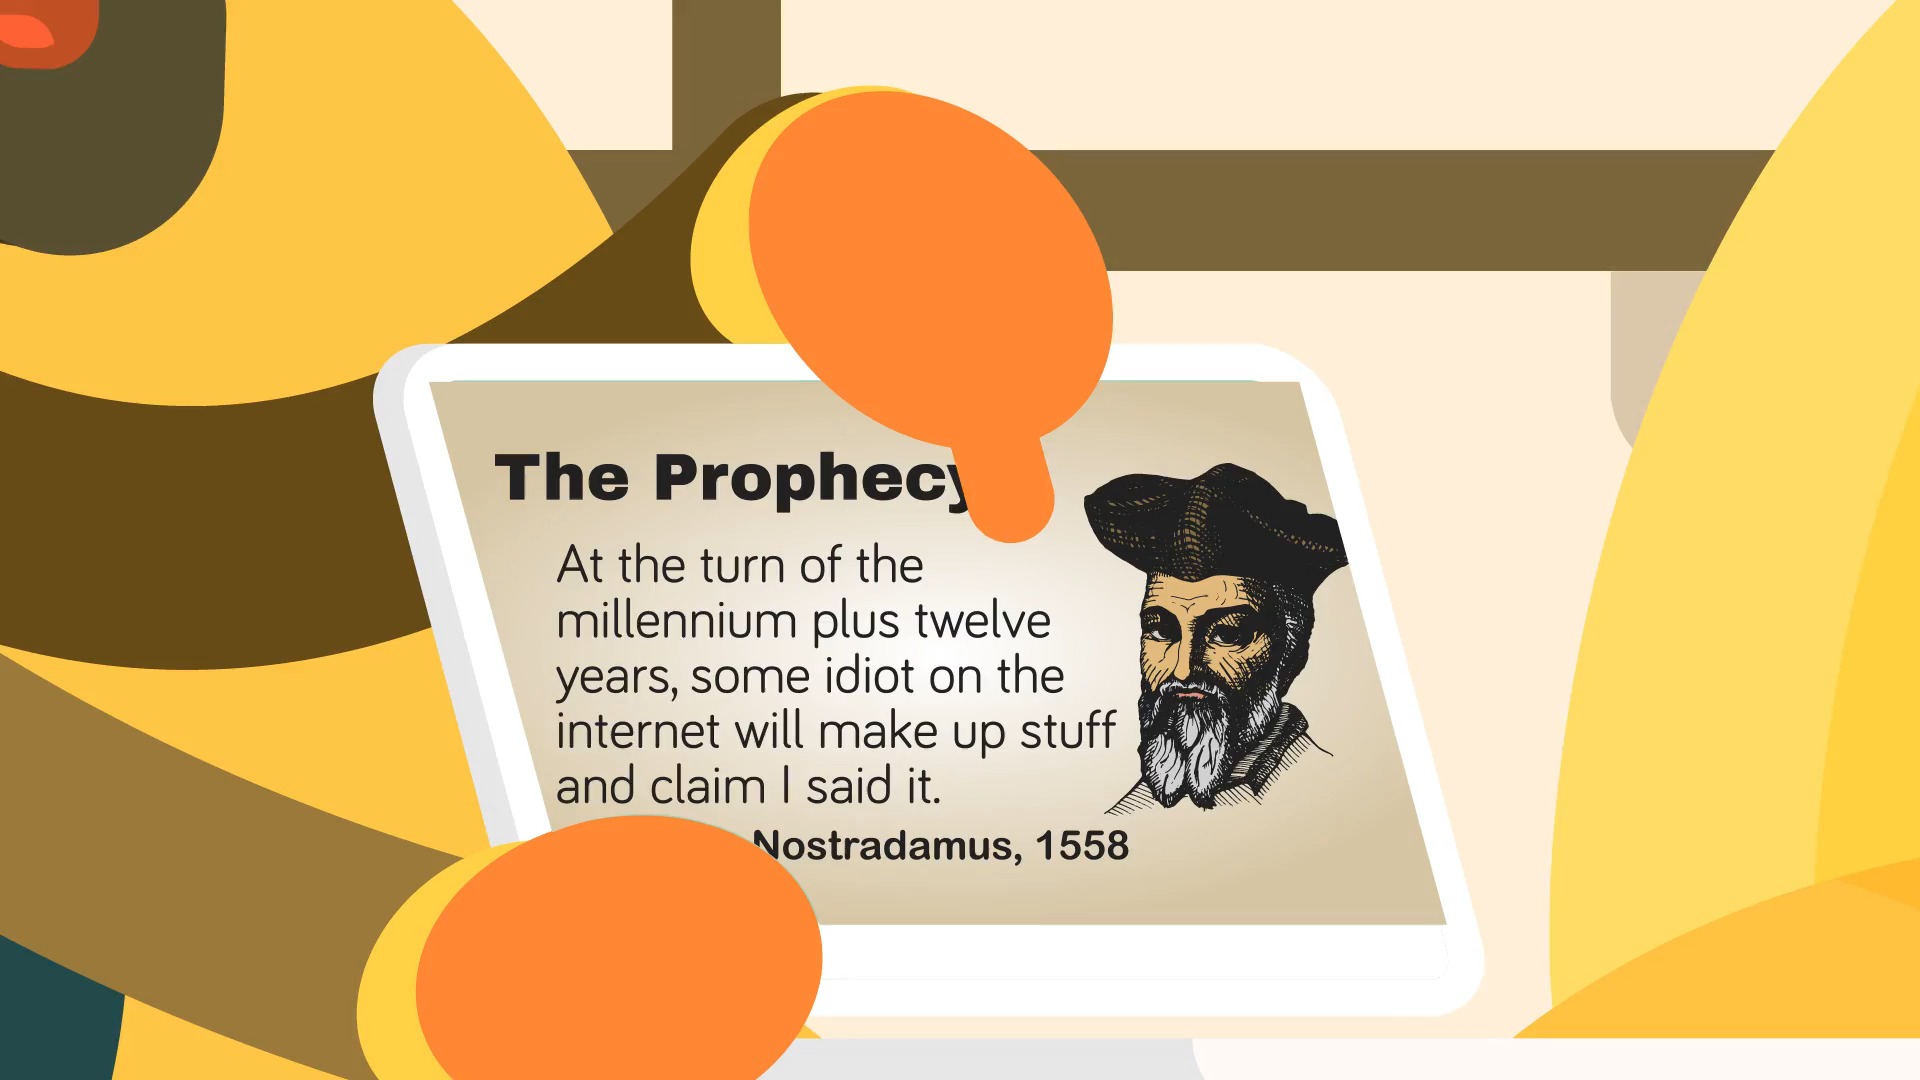 The Prophecy
At the turn of the
millennium plus twelve
years, some idiot on the
internet will make up stuff
and claim I said it.
Nostradamus, 1558